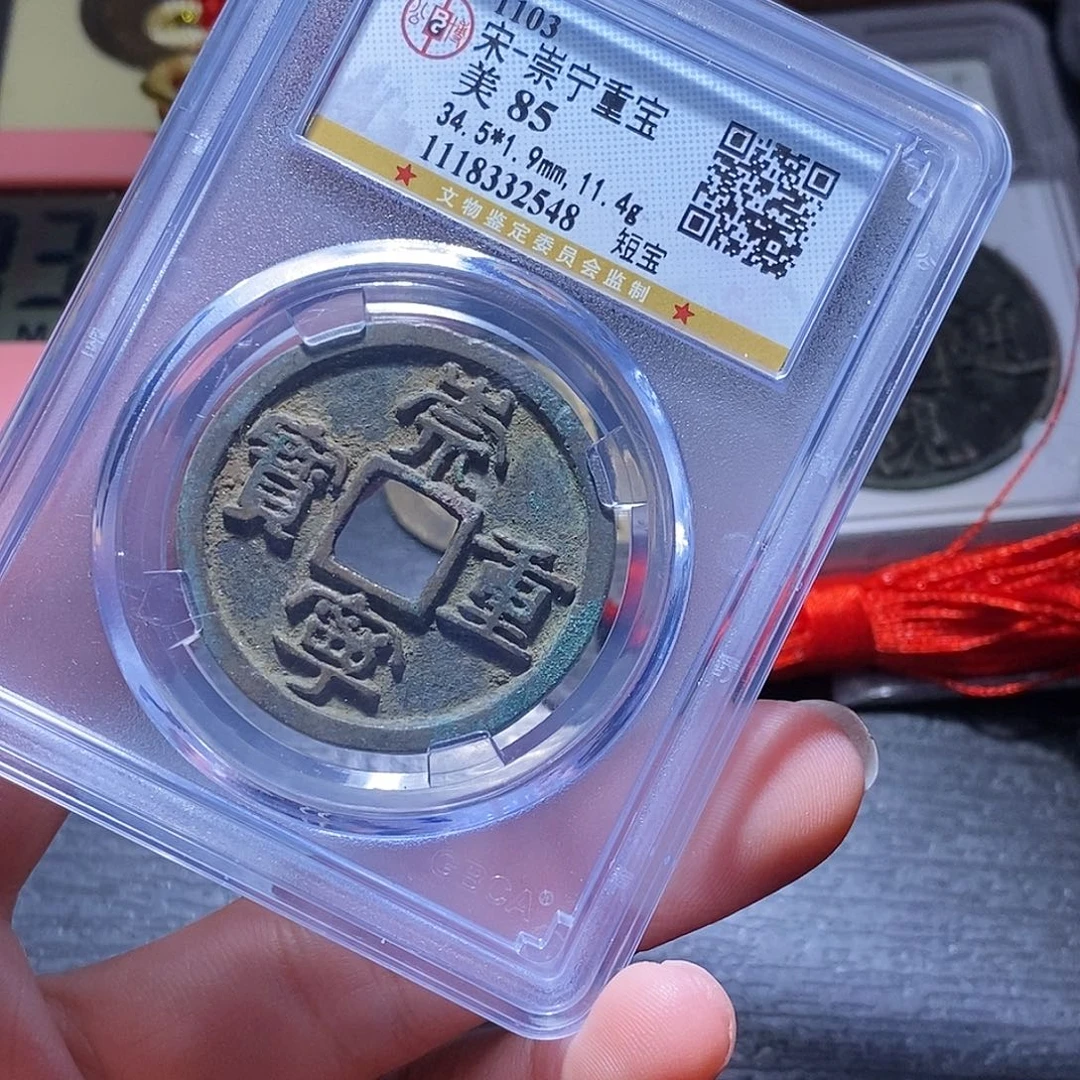 1103
宋-崇宁重宝
美 85
34.5*1.9mm,11.4g
1118332548
短宝
★ 文物鉴定委员会监制 ★
崇
寶 重
寧
GBCA®